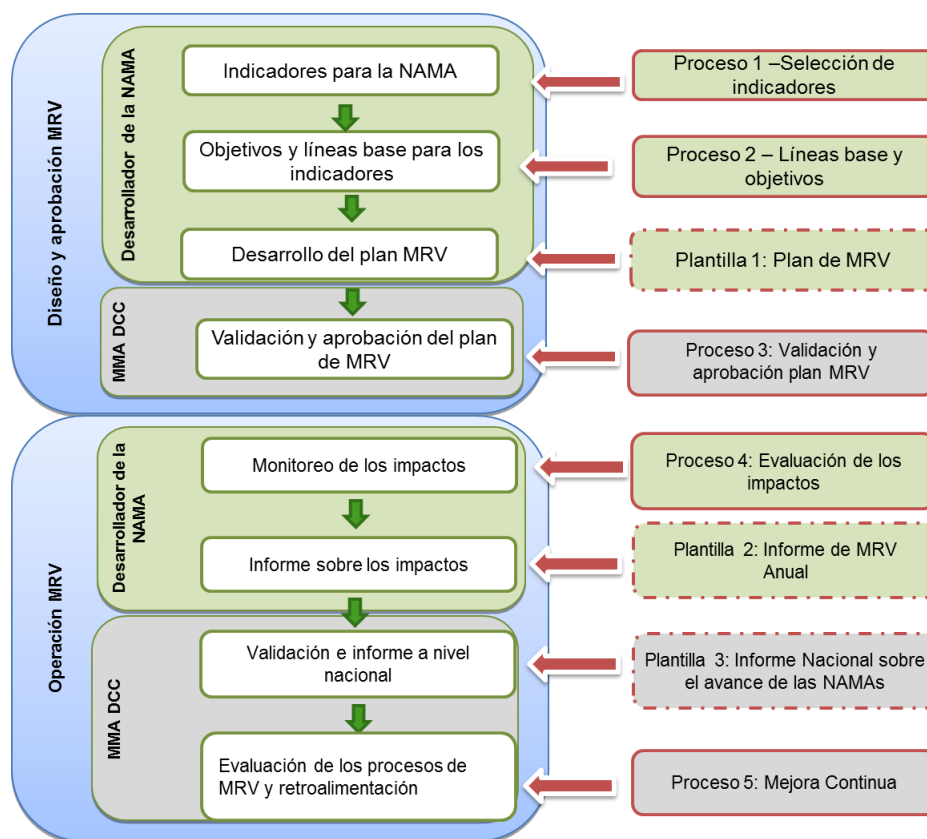 Diseño y aprobación MRV
Desarrollador de la NAMA
Indicadores para la NAMA
Proceso 1 –Selección de
indicadores
Objetivos y líneas base para los
indicadores
Proceso 2 – Líneas base y
objetivos
Desarrollo del plan MRV
Plantilla 1: Plan de MRV
MMA DCC
Validación y aprobación del plan
de MRV
Proceso 3: Validación y
aprobación plan MRV
Operación MRV
Desarrollador de la
NAMA
Monitoreo de los impactos
Proceso 4: Evaluación de los
impactos
Informe sobre los impactos
Plantilla 2: Informe de MRV
Anual
MMA DCC
Validación e informe a nivel
nacional
Plantilla 3: Informe Nacional sobre
el avance de las NAMAs
Evaluación de los procesos de
MRV y retroalimentación
Proceso 5: Mejora Continua